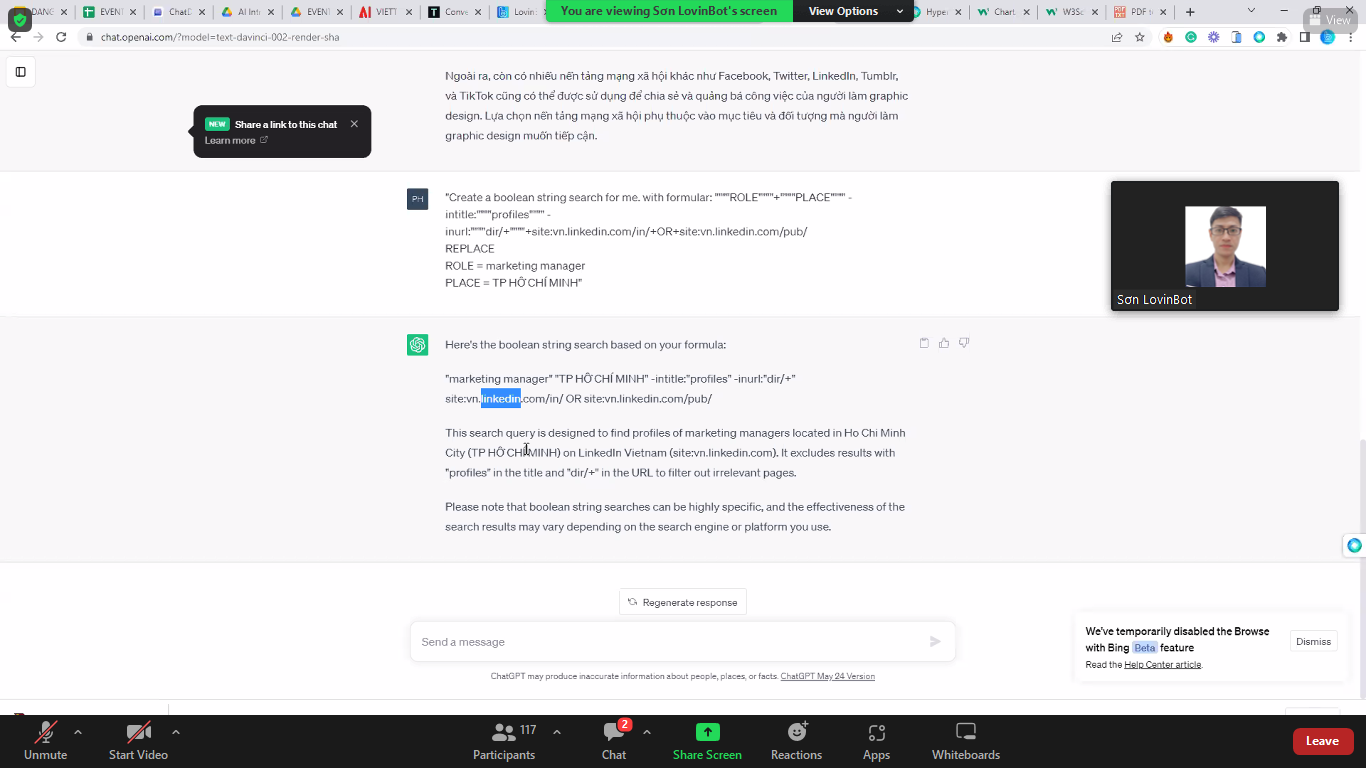 You are viewing Sơn LovinBot's screen
View Options
View
DANG
EVENT
ChatD
AI Int
EVENT
VIETT
Conve
Lovin
Hyper
Chart
W3Sc
PDF t
chat.openai.com/?model=text-davinci-002-render-sha
NEW Share a link to this chat
Learn more
Ngoài ra, còn có nhiều nền tảng mạng xã hội khác như Facebook, Twitter, LinkedIn, Tumblr,
và TikTok cũng có thể được sử dụng để chia sẻ và quảng bá công việc của người làm graphic
design. Lựa chọn nền tảng mạng xã hội phụ thuộc vào mục tiêu và đối tượng mà người làm
graphic design muốn tiếp cận.
PH
"Create a boolean string search for me. with formular: """"ROLE""""+""""PLACE"""" -
intitle:""""profiles"""" -
inurl:""""dir/+""""+site:vn.linkedin.com/in/+OR+site:vn.linkedin.com/pub/
REPLACE
ROLE = marketing manager
PLACE = TP HỒ CHÍ MINH"
Sơn LovinBot
Here's the boolean string search based on your formula:
"marketing manager" "TP HỒ CHÍ MINH" -intitle:"profiles" -inurl:"dir/+"
site:vn.linkedin.com/in/ OR site:vn.linkedin.com/pub/
This search query is designed to find profiles of marketing managers located in Ho Chi Minh
City (TP HỒ CHÍ MINH) on LinkedIn Vietnam (site:vn.linkedin.com). It excludes results with
"profiles" in the title and "dir/+" in the URL to filter out irrelevant pages.
Please note that boolean string searches can be highly specific, and the effectiveness of the
search results may vary depending on the search engine or platform you use.
Regenerate response
Send a message
ChatGPT may produce inaccurate information about people, places, or facts. ChatGPT May 24 Version
We've temporarily disabled the Browse
with Bing Beta feature
Read the Help Center article.
Dismiss
Unmute
Start Video
117
Participants
2
Chat
Share Screen
Reactions
Apps
Whiteboards
Leave